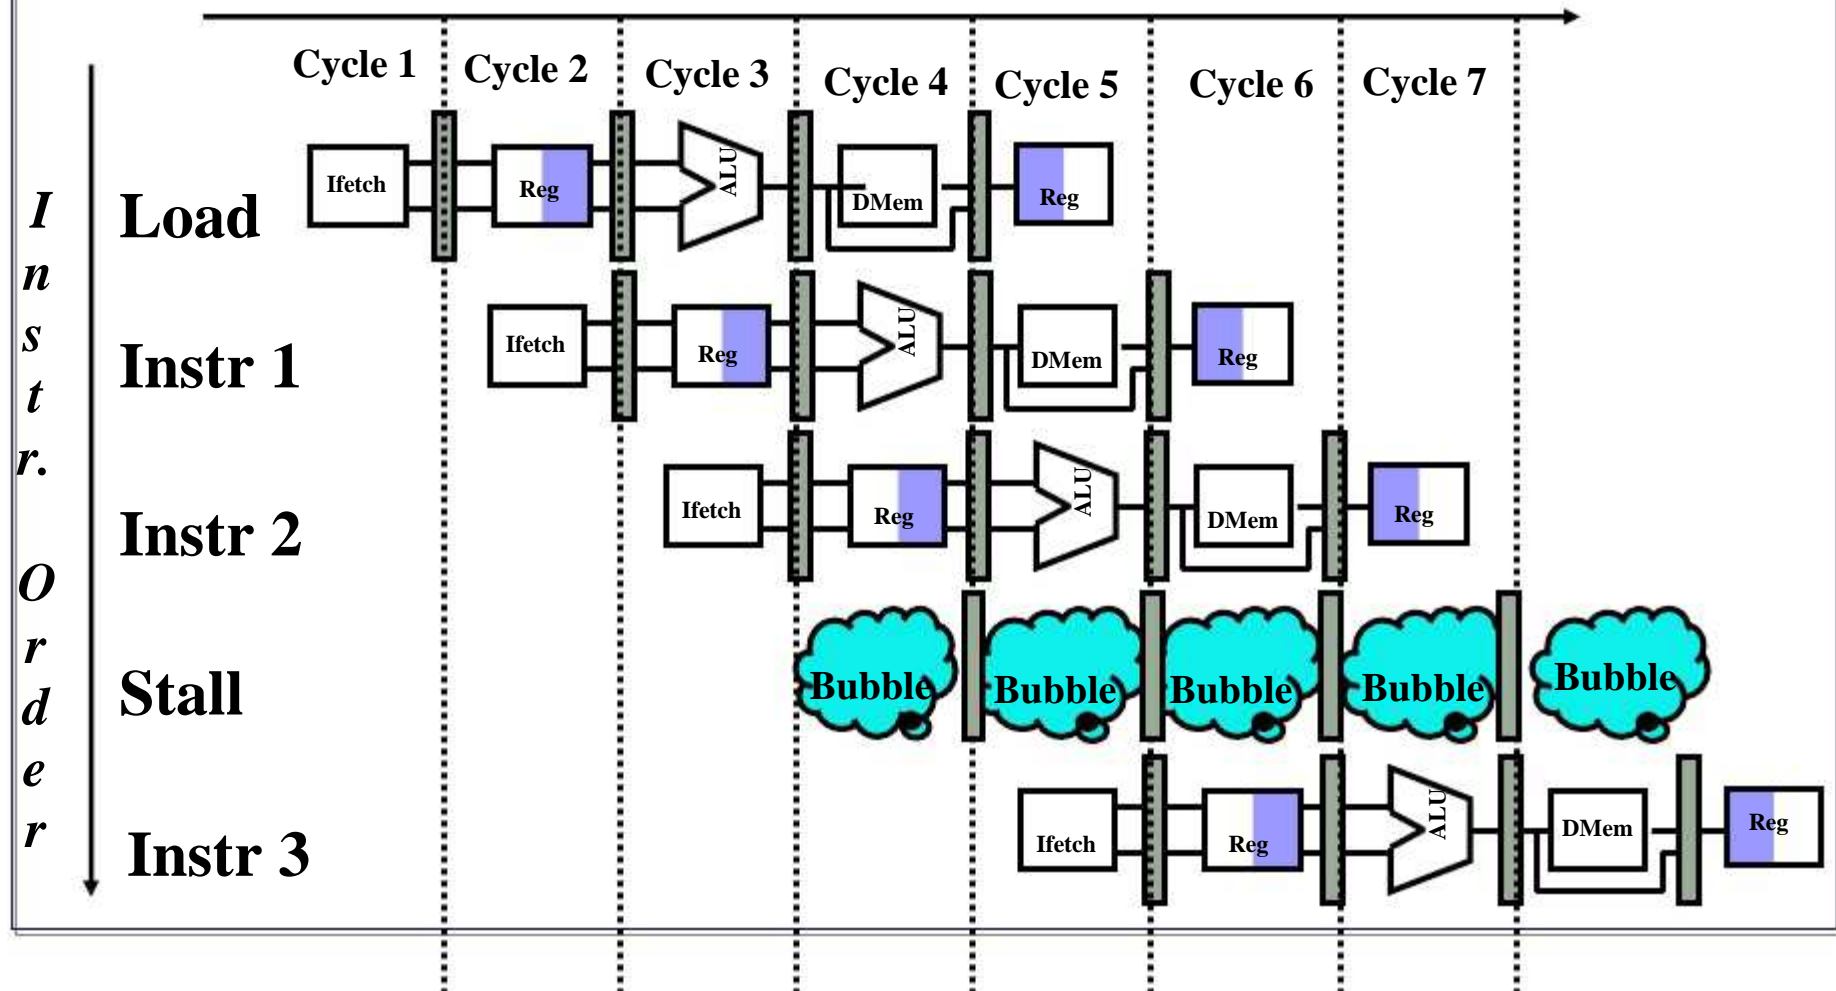 Cycle 1 Cycle 2 Cycle 3 Cycle 4 Cycle 5 Cycle 6 Cycle 7
Instr. Order
Load Ifetch Reg ALU DMem Reg
Instr 1 Ifetch Reg ALU DMem Reg
Instr 2 Ifetch Reg ALU DMem Reg
Stall Bubble Bubble Bubble Bubble Bubble
Instr 3 Ifetch Reg ALU DMem Reg